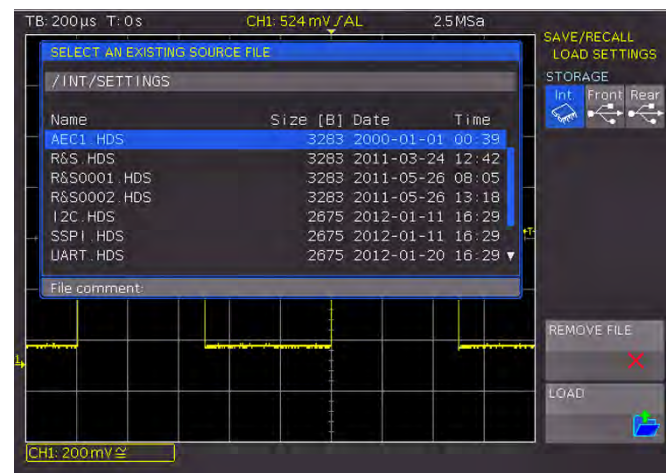 TB: 200µs T: 0s CH1: 524 mV / AL 2.5MSa
SAVE/RECALL
LOAD SETTINGS
STORAGE
Int Front Rear
SELECT AN EXISTING SOURCE FILE
/INT/SETTINGS
Name Size [B] Date Time
AEC1.HDS 3283 2000-01-01 00:39
R&S.HDS 3283 2011-03-24 12:42
R&S0001.HDS 3283 2011-05-26 08:05
R&S0002.HDS 3283 2011-05-26 13:18
I2C.HDS 2675 2012-01-11 16:29
SSPI.HDS 2675 2012-01-11 16:29
UART.HDS 2675 2012-01-20 16:29
File comment:
T
REMOVE FILE
1
LOAD
CH1: 200mV≅